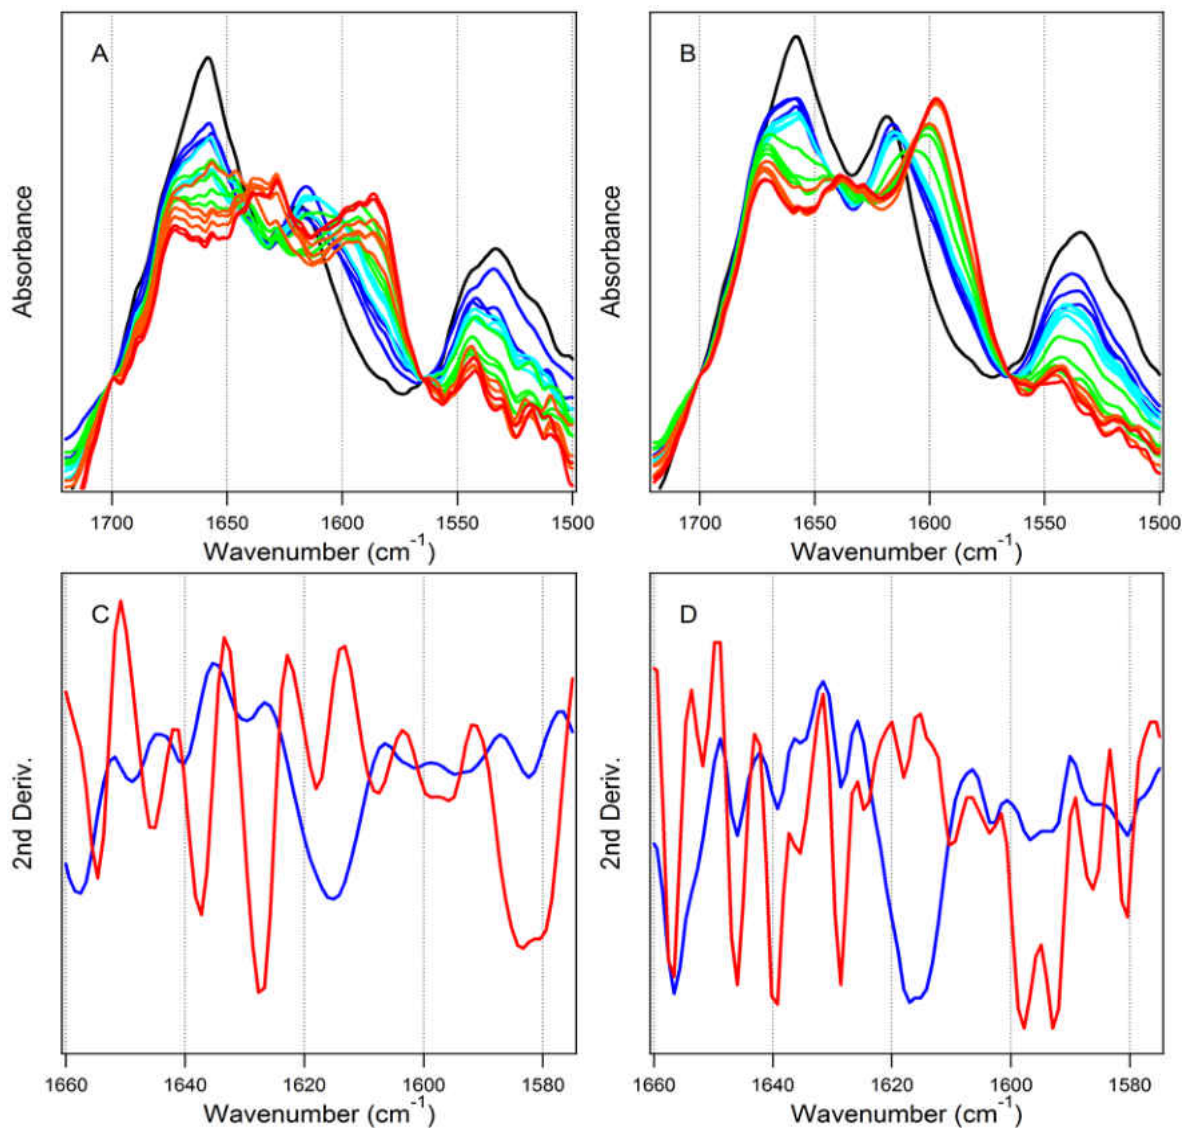 A
B
Absorbance
Absorbance
1700 1650 1600 1550 1500
1700 1650 1600 1550 1500
Wavenumber (cm-1)
Wavenumber (cm-1)
C
D
2nd Deriv.
2nd Deriv.
1660 1640 1620 1600 1580
1660 1640 1620 1600 1580
Wavenumber (cm-1)
Wavenumber (cm-1)